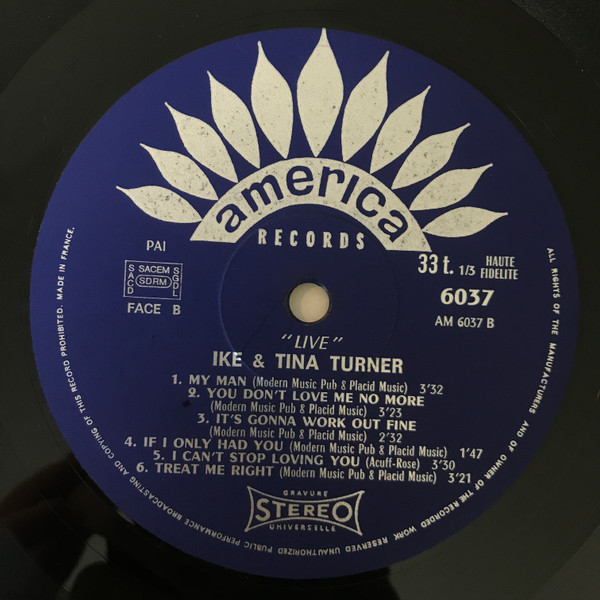 america
RECORDS
PAI
SACD
SACEM
SDRM
SGDL
FACE B
33 t. 1/3 HAUTE FIDELITE
6037
AM 6037 B
"LIVE"
IKE & TINA TURNER
1. MY MAN (Modern Music Pub & Placid Music) 3'32
2. YOU DON'T LOVE ME NO MORE
(Modern Music Pub & Placid Music) 3'23
3. IT'S GONNA WORK OUT FINE
(Modern Music Pub & Placid Music) 2'32
4. IF I ONLY HAD YOU (Modern Music Pub & Placid Music) 1'47
5. I CAN'T STOP LOVING YOU (Acuff-Rose) 3'30
6. TREAT ME RIGHT (Modern Music Pub & Placid Music) 3'21
GRAVURE
STEREO
UNIVERSELLE
ALL RIGHTS OF THE MANUFACTURERS AND OF OWNER OF THE RECORDED WORK RESERVED UNAUTHORIZED PUBLIC PERFORMANCE BROADCASTING AND COPYING OF THIS RECORD PROHIBITED. MADE IN FRANCE.